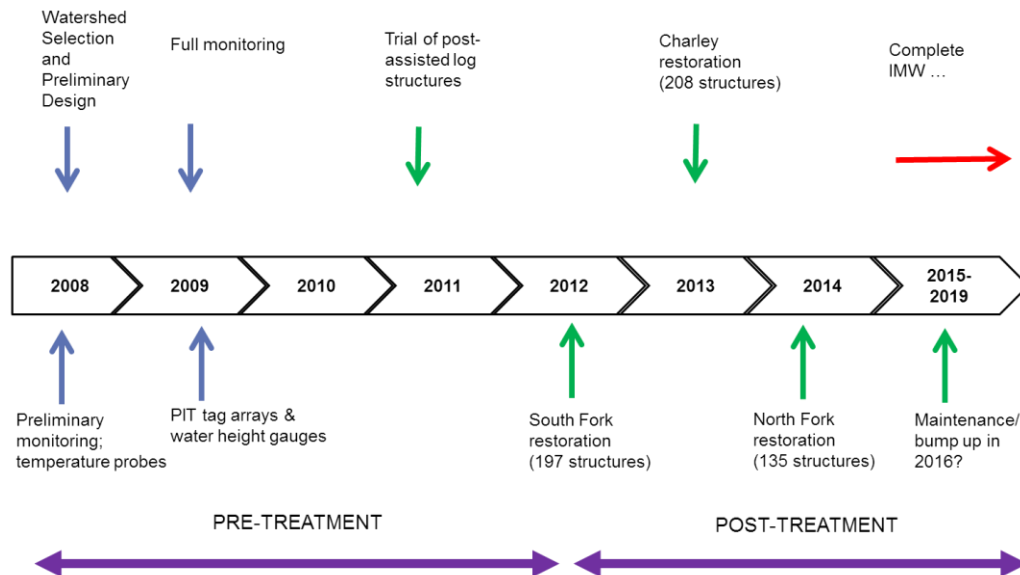 Watershed
Selection
and
Preliminary
Design
Full monitoring
Trial of post-
assisted log
structures
Charley
restoration
(208 structures)
Complete
IMW ...
2008
2009
2010
2011
2012
2013
2014
2015-
2019
Preliminary
monitoring;
temperature probes
PIT tag arrays &
water height gauges
South Fork
restoration
(197 structures)
North Fork
restoration
(135 structures)
Maintenance/
bump up in
2016?
PRE-TREATMENT
POST-TREATMENT